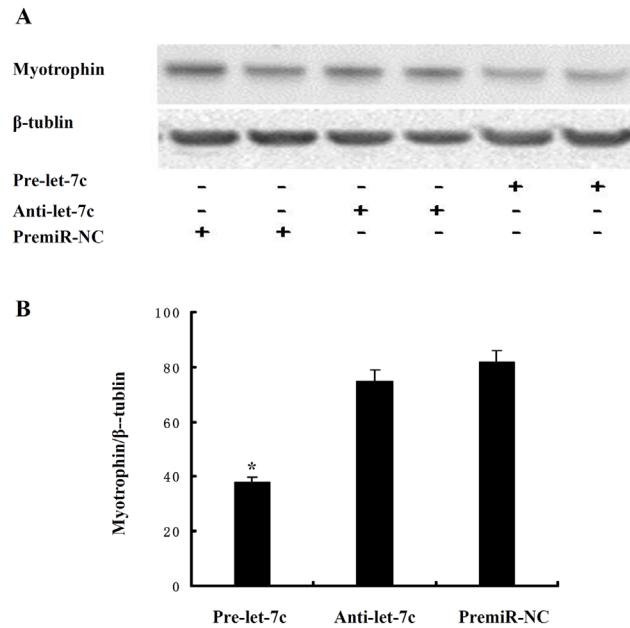 A
Myotrophin
β-tublin
Pre-let-7c - - - - + +
Anti-let-7c - - + + - -
PremiR-NC + + - - - -
B
Myotrophin/β--tublin
100
80
60
40
20
0
*
Pre-let-7c Anti-let-7c PremiR-NC